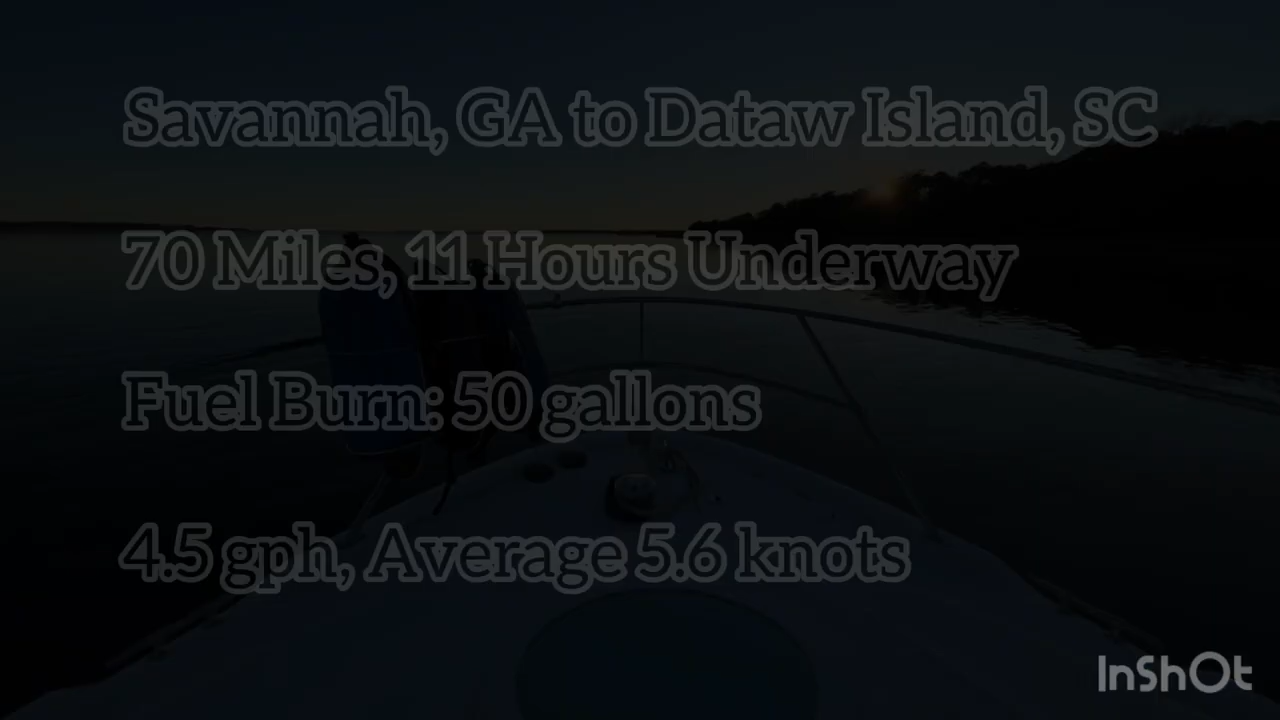 Savannah, GA to Dataw Island, SC
70 Miles, 11 Hours Underway
Fuel Burn: 50 gallons
4.5 gph, Average 5.6 knots
InShOt